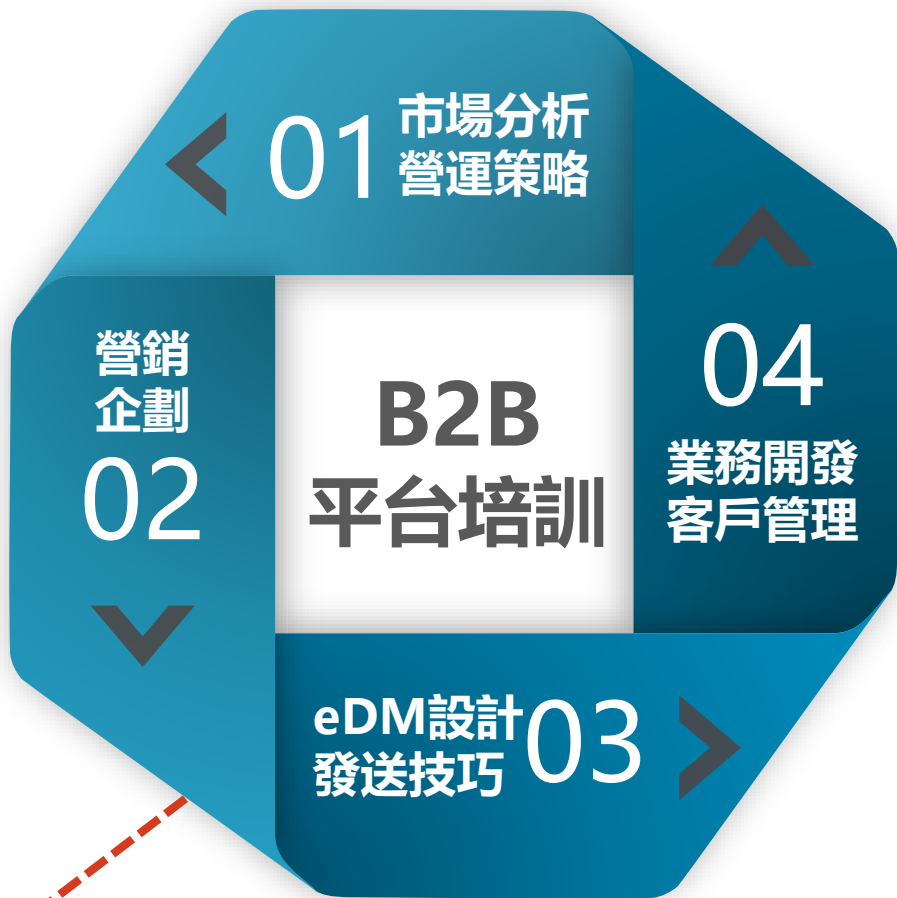 01
市場分析
營運策略
營銷
企劃
02
B2B
平台培訓
04
業務開發
客戶管理
eDM設計
發送技巧
03